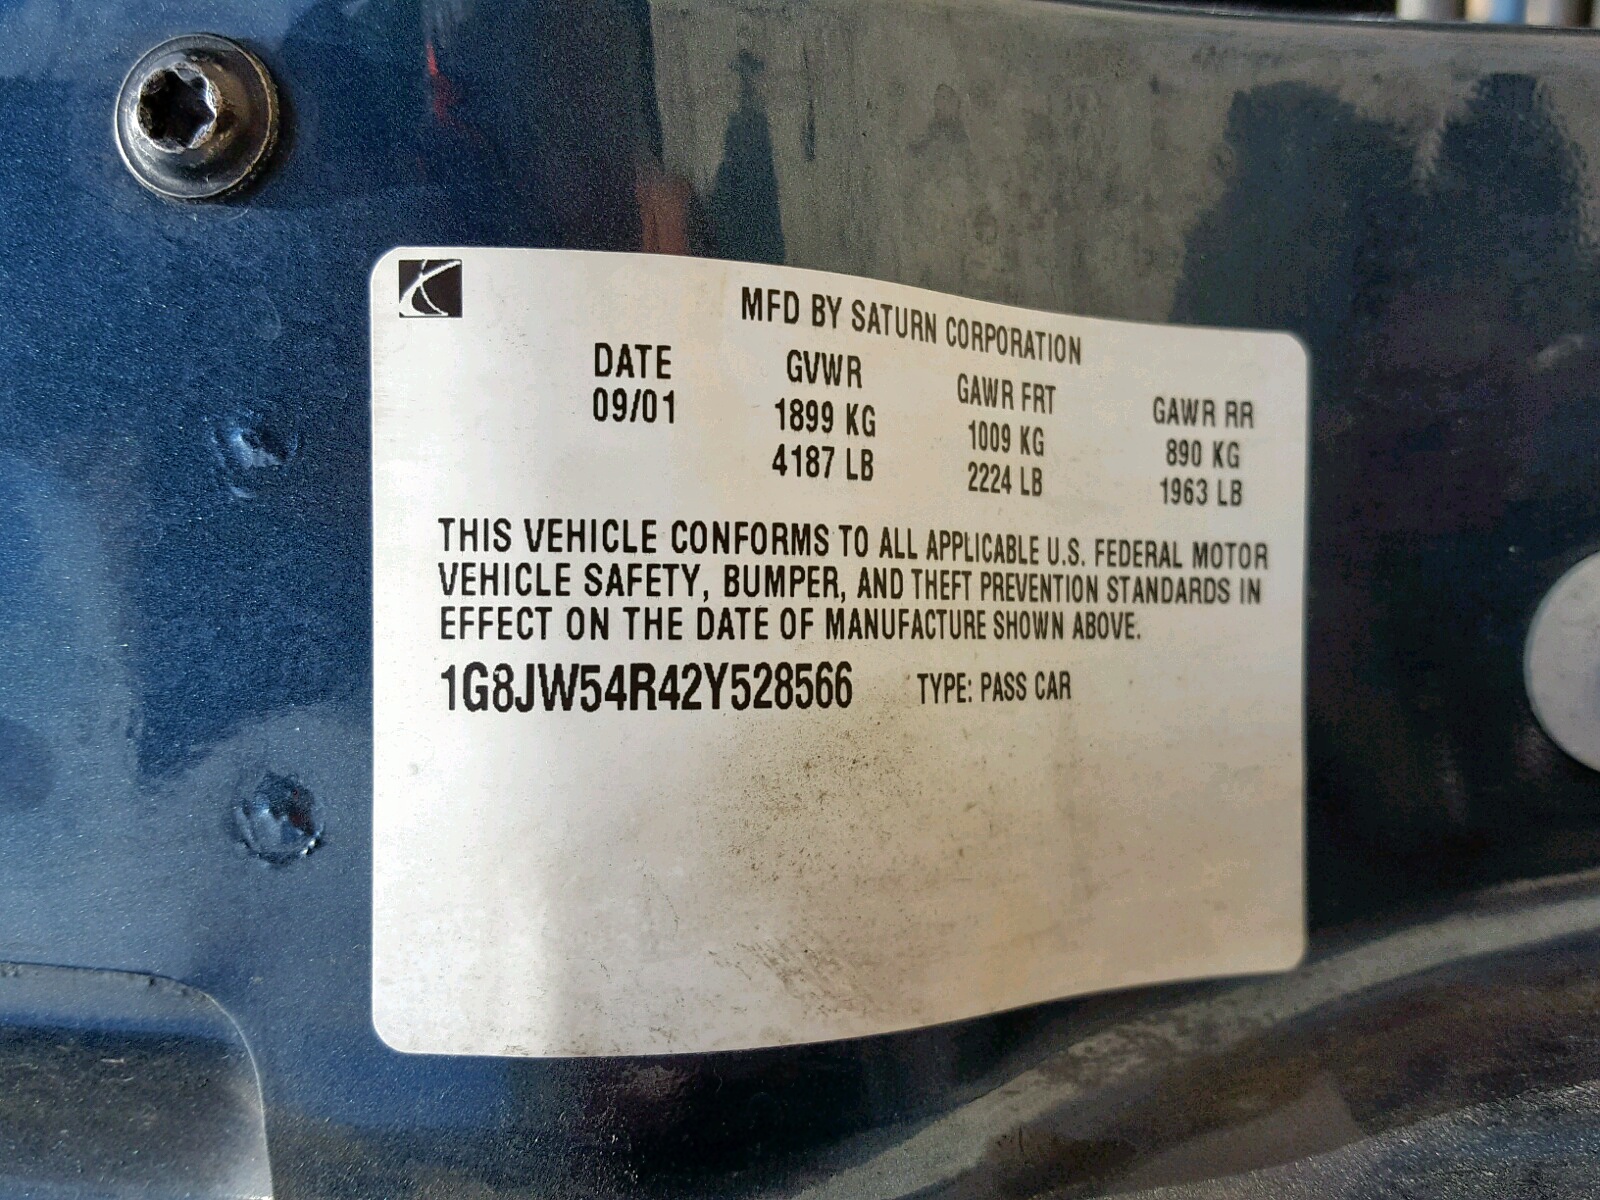 MFD BY SATURN CORPORATION
DATE GVWR GAWR FRT GAWR RR
09/01 1899 KG 1009 KG 890 KG
4187 LB 2224 LB 1963 LB
THIS VEHICLE CONFORMS TO ALL APPLICABLE U.S. FEDERAL MOTOR
VEHICLE SAFETY, BUMPER, AND THEFT PREVENTION STANDARDS IN
EFFECT ON THE DATE OF MANUFACTURE SHOWN ABOVE.
1G8JW54R42Y528566 TYPE: PASS CAR